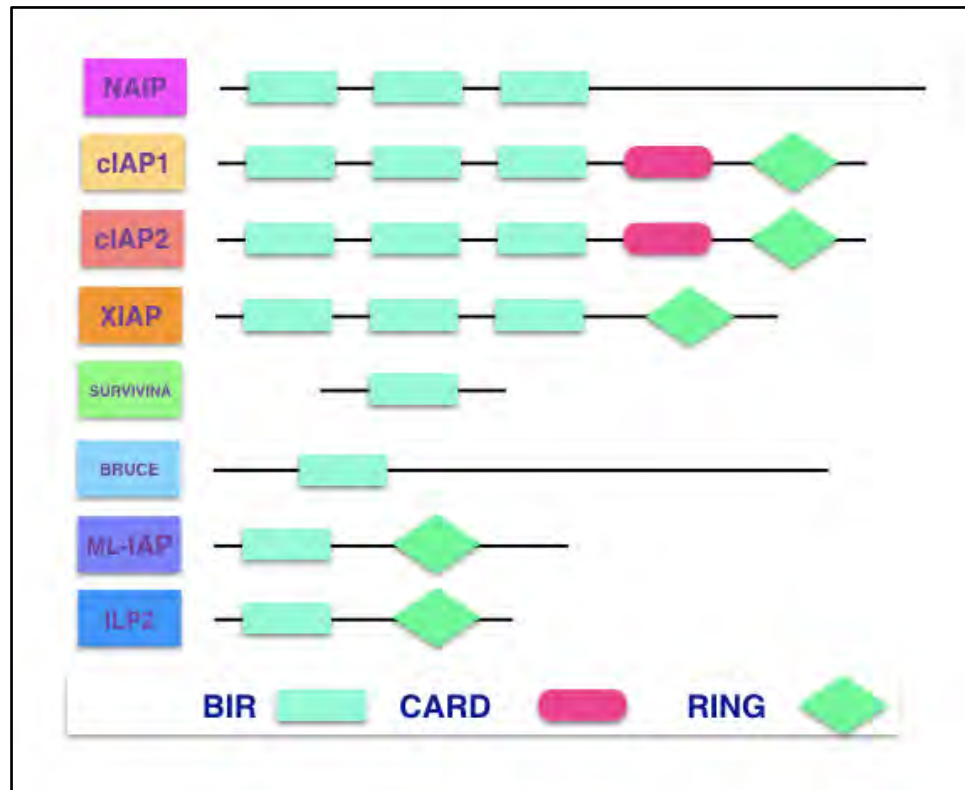 NAIP
cIAP1
cIAP2
XIAP
SURVIVINA
BRUCE
ML-IAP
ILP2
BIR CARD RING